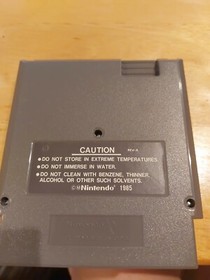 CAUTION
•DO NOT STORE IN EXTREME TEMPERATURES.
•DO NOT IMMERSE IN WATER.
•DO NOT CLEAN WITH BENZENE, THINNER,
ALCOHOL OR OTHER SUCH SOLVENTS.
©®Nintendo 1985